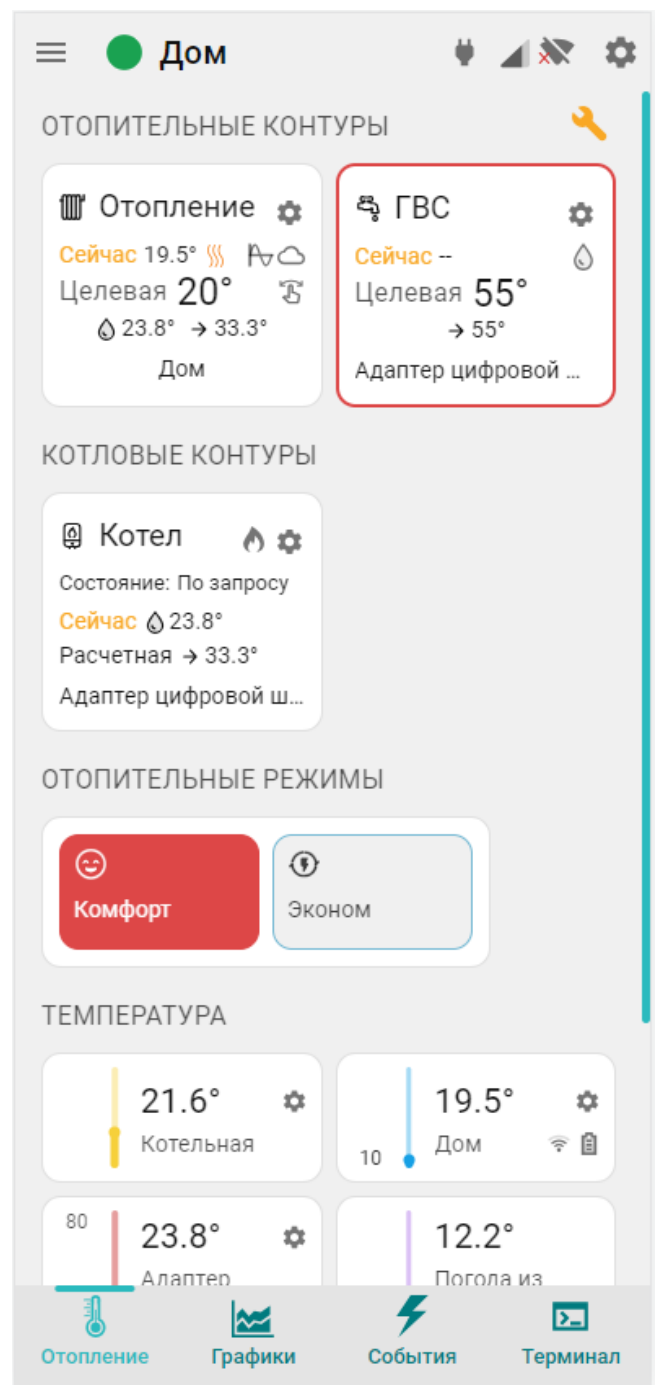 Дом
ОТОПИТЕЛЬНЫЕ КОНТУРЫ
Отопление
Сейчас 19.5°
Целевая 20°
23.8° → 33.3°
Дом
ГВС
Сейчас --
Целевая 55°
→ 55°
Адаптер цифровой ...
КОТЛОВЫЕ КОНТУРЫ
Котел
Состояние: По запросу
Сейчас 23.8°
Расчетная → 33.3°
Адаптер цифровой ш...
ОТОПИТЕЛЬНЫЕ РЕЖИМЫ
Комфорт
Эконом
ТЕМПЕРАТУРА
21.6°
Котельная
19.5°
10 Дом
80
23.8°
Адаптер
12.2°
Погода из
Отопление
Графики
События
Терминал